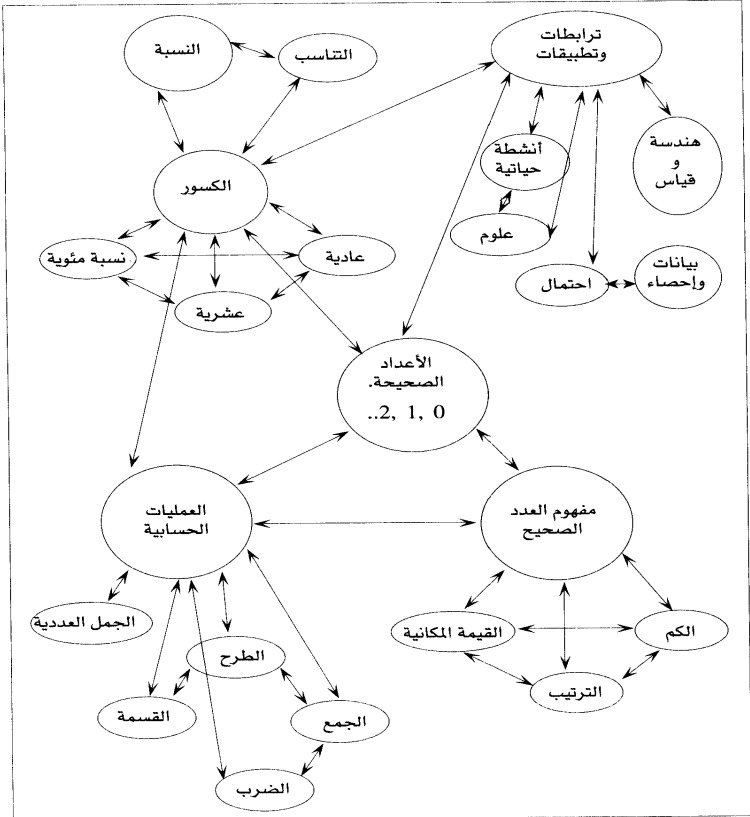 ترابطات
وتطبيقات
التناسب
النسبة
هندسة
و
قياس
أنشطة
حياتية
الكسور
علوم
عادية
نسبة مئوية
بيانات
وإحصاء
احتمال
عشرية
الأعداد
الصحيحة.
..2, 1, 0
مفهوم العدد
الصحيح
العمليات
الحسابية
الكم
القيمة المكانية
الجمل العددية
الطرح
الترتيب
الجمع
القسمة
الضرب